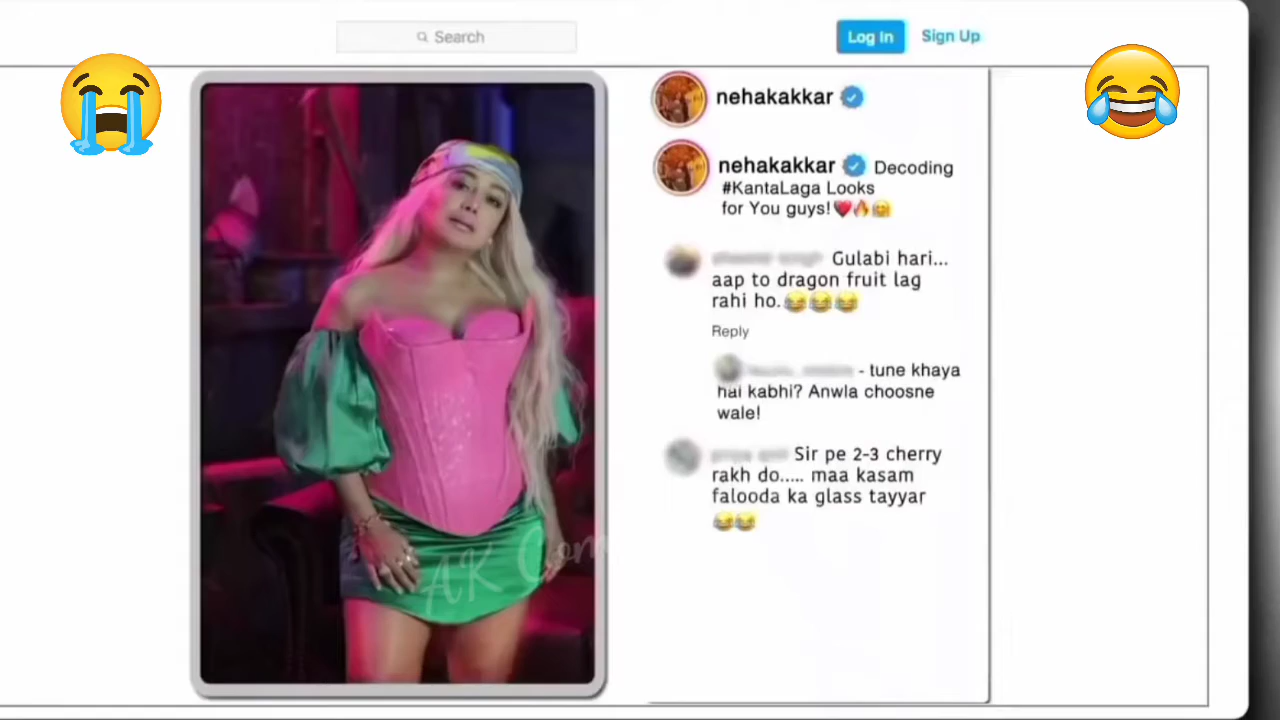 Search
Log In
Sign Up
nehakakkar
nehakakkar Decoding
#KantaLaga Looks
for You guys!❤️🔥🤗
Gulabi hari...
aap to dragon fruit lag
rahi ho.😂😂😂
Reply
- tune khaya
hai kabhi? Anwla choosne
wale!
Sir pe 2-3 cherry
rakh do..... maa kasam
falooda ka glass tayyar
😂😂
AK Com